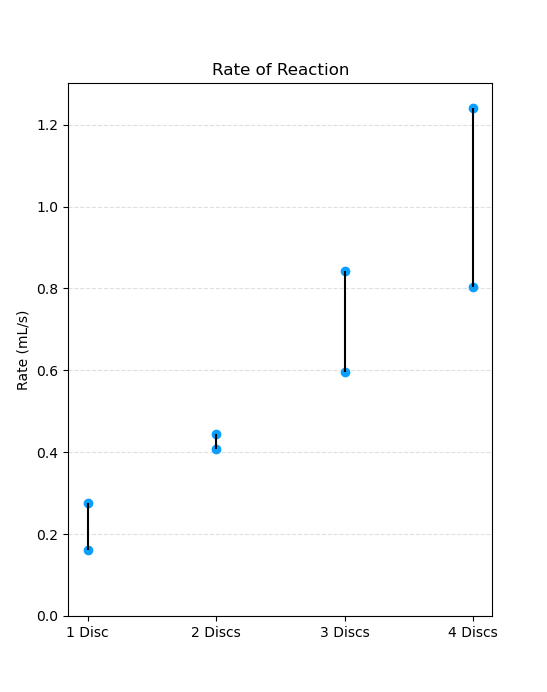 Rate of Reaction
1.2
1.0
0.8
0.6
0.4
0.2
0.0
Rate (mL/s)
1 Disc
2 Discs
3 Discs
4 Discs